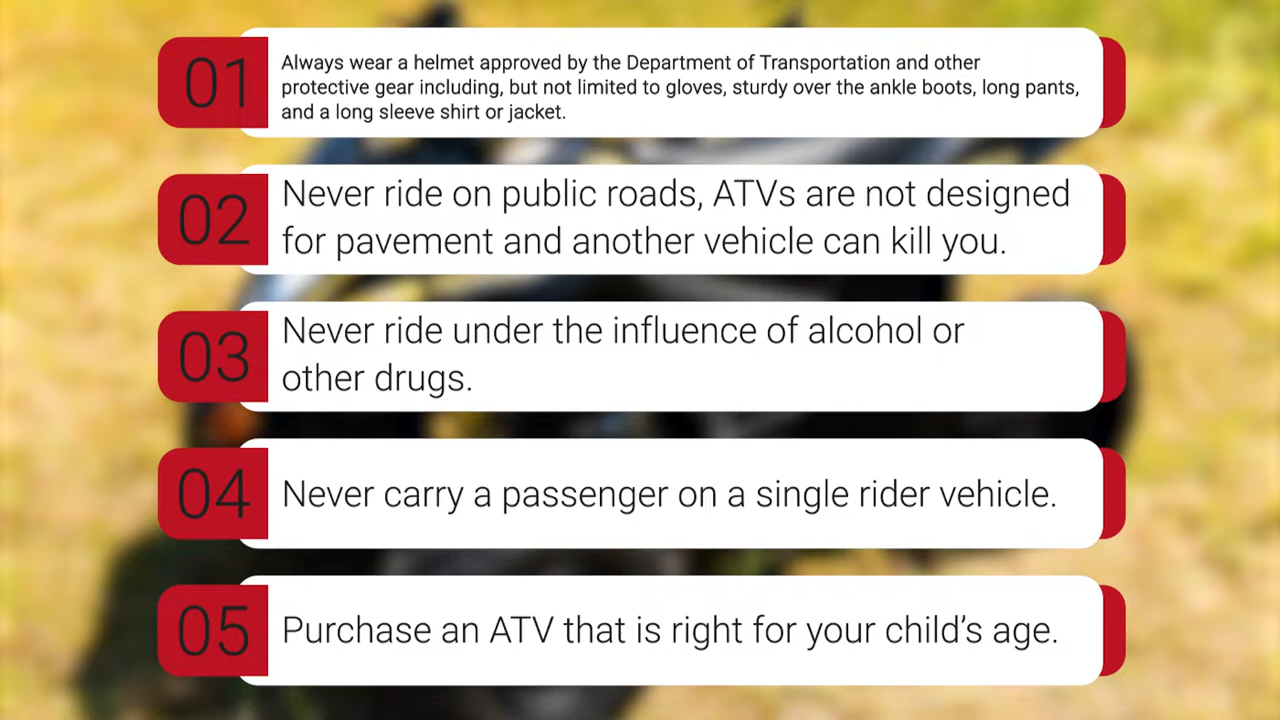 01
Always wear a helmet approved by the Department of Transportation and other
protective gear including, but not limited to gloves, sturdy over the ankle boots, long pants,
and a long sleeve shirt or jacket.
02
Never ride on public roads, ATVs are not designed
for pavement and another vehicle can kill you.
03
Never ride under the influence of alcohol or
other drugs.
04
Never carry a passenger on a single rider vehicle.
05
Purchase an ATV that is right for your child’s age.